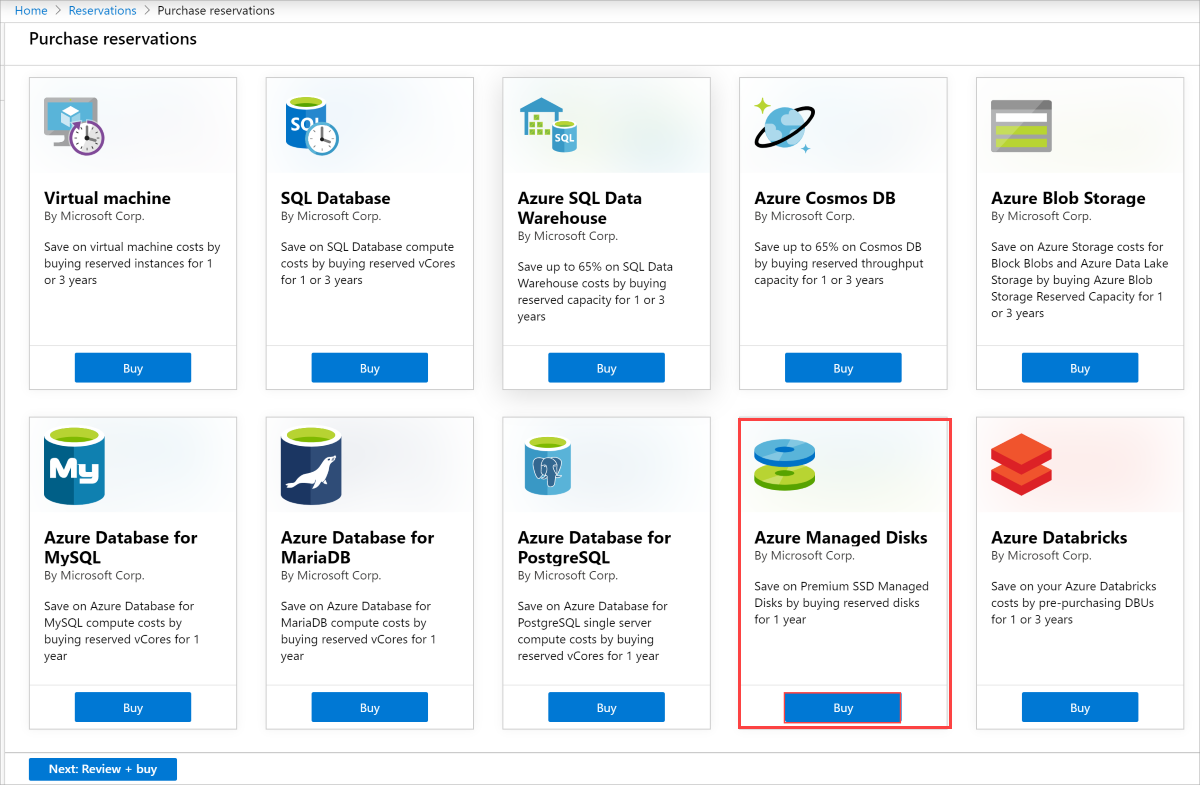 Home > Reservations > Purchase reservations
Purchase reservations
Virtual machine
By Microsoft Corp.
Save on virtual machine costs by
buying reserved instances for 1
or 3 years
Buy
SQL
SQL Database
By Microsoft Corp.
Save on SQL Database compute
costs by buying reserved vCores
for 1 or 3 years
Buy
SQL
Azure SQL Data
Warehouse
By Microsoft Corp.
Save up to 65% on SQL Data
Warehouse costs by buying
reserved capacity for 1 or 3
years
Buy
Azure Cosmos DB
By Microsoft Corp.
Save up to 65% on Cosmos DB
by buying reserved throughput
capacity for 1 or 3 years
Buy
Azure Blob Storage
By Microsoft Corp.
Save on Azure Storage costs for
Block Blobs and Azure Data Lake
Storage by buying Azure Blob
Storage Reserved Capacity for 1
or 3 years
Buy
My
Azure Database for
MySQL
By Microsoft Corp.
Save on Azure Database for
MySQL compute costs by
buying reserved vCores for 1
year
Buy
Azure Database for
MariaDB
By Microsoft Corp.
Save on Azure Database for
MariaDB compute costs by
buying reserved vCores for 1
year
Buy
Azure Database for
PostgreSQL
By Microsoft Corp.
Save on Azure Database for
PostgreSQL single server
compute costs by buying
reserved vCores for 1 year
Buy
Azure Managed Disks
By Microsoft Corp.
Save on Premium SSD Managed
Disks by buying reserved disks
for 1 year
Buy
Azure Databricks
By Microsoft Corp.
Save on your Azure Databricks
costs by pre-purchasing DBUs
for 1 or 3 years
Buy
Next: Review + buy